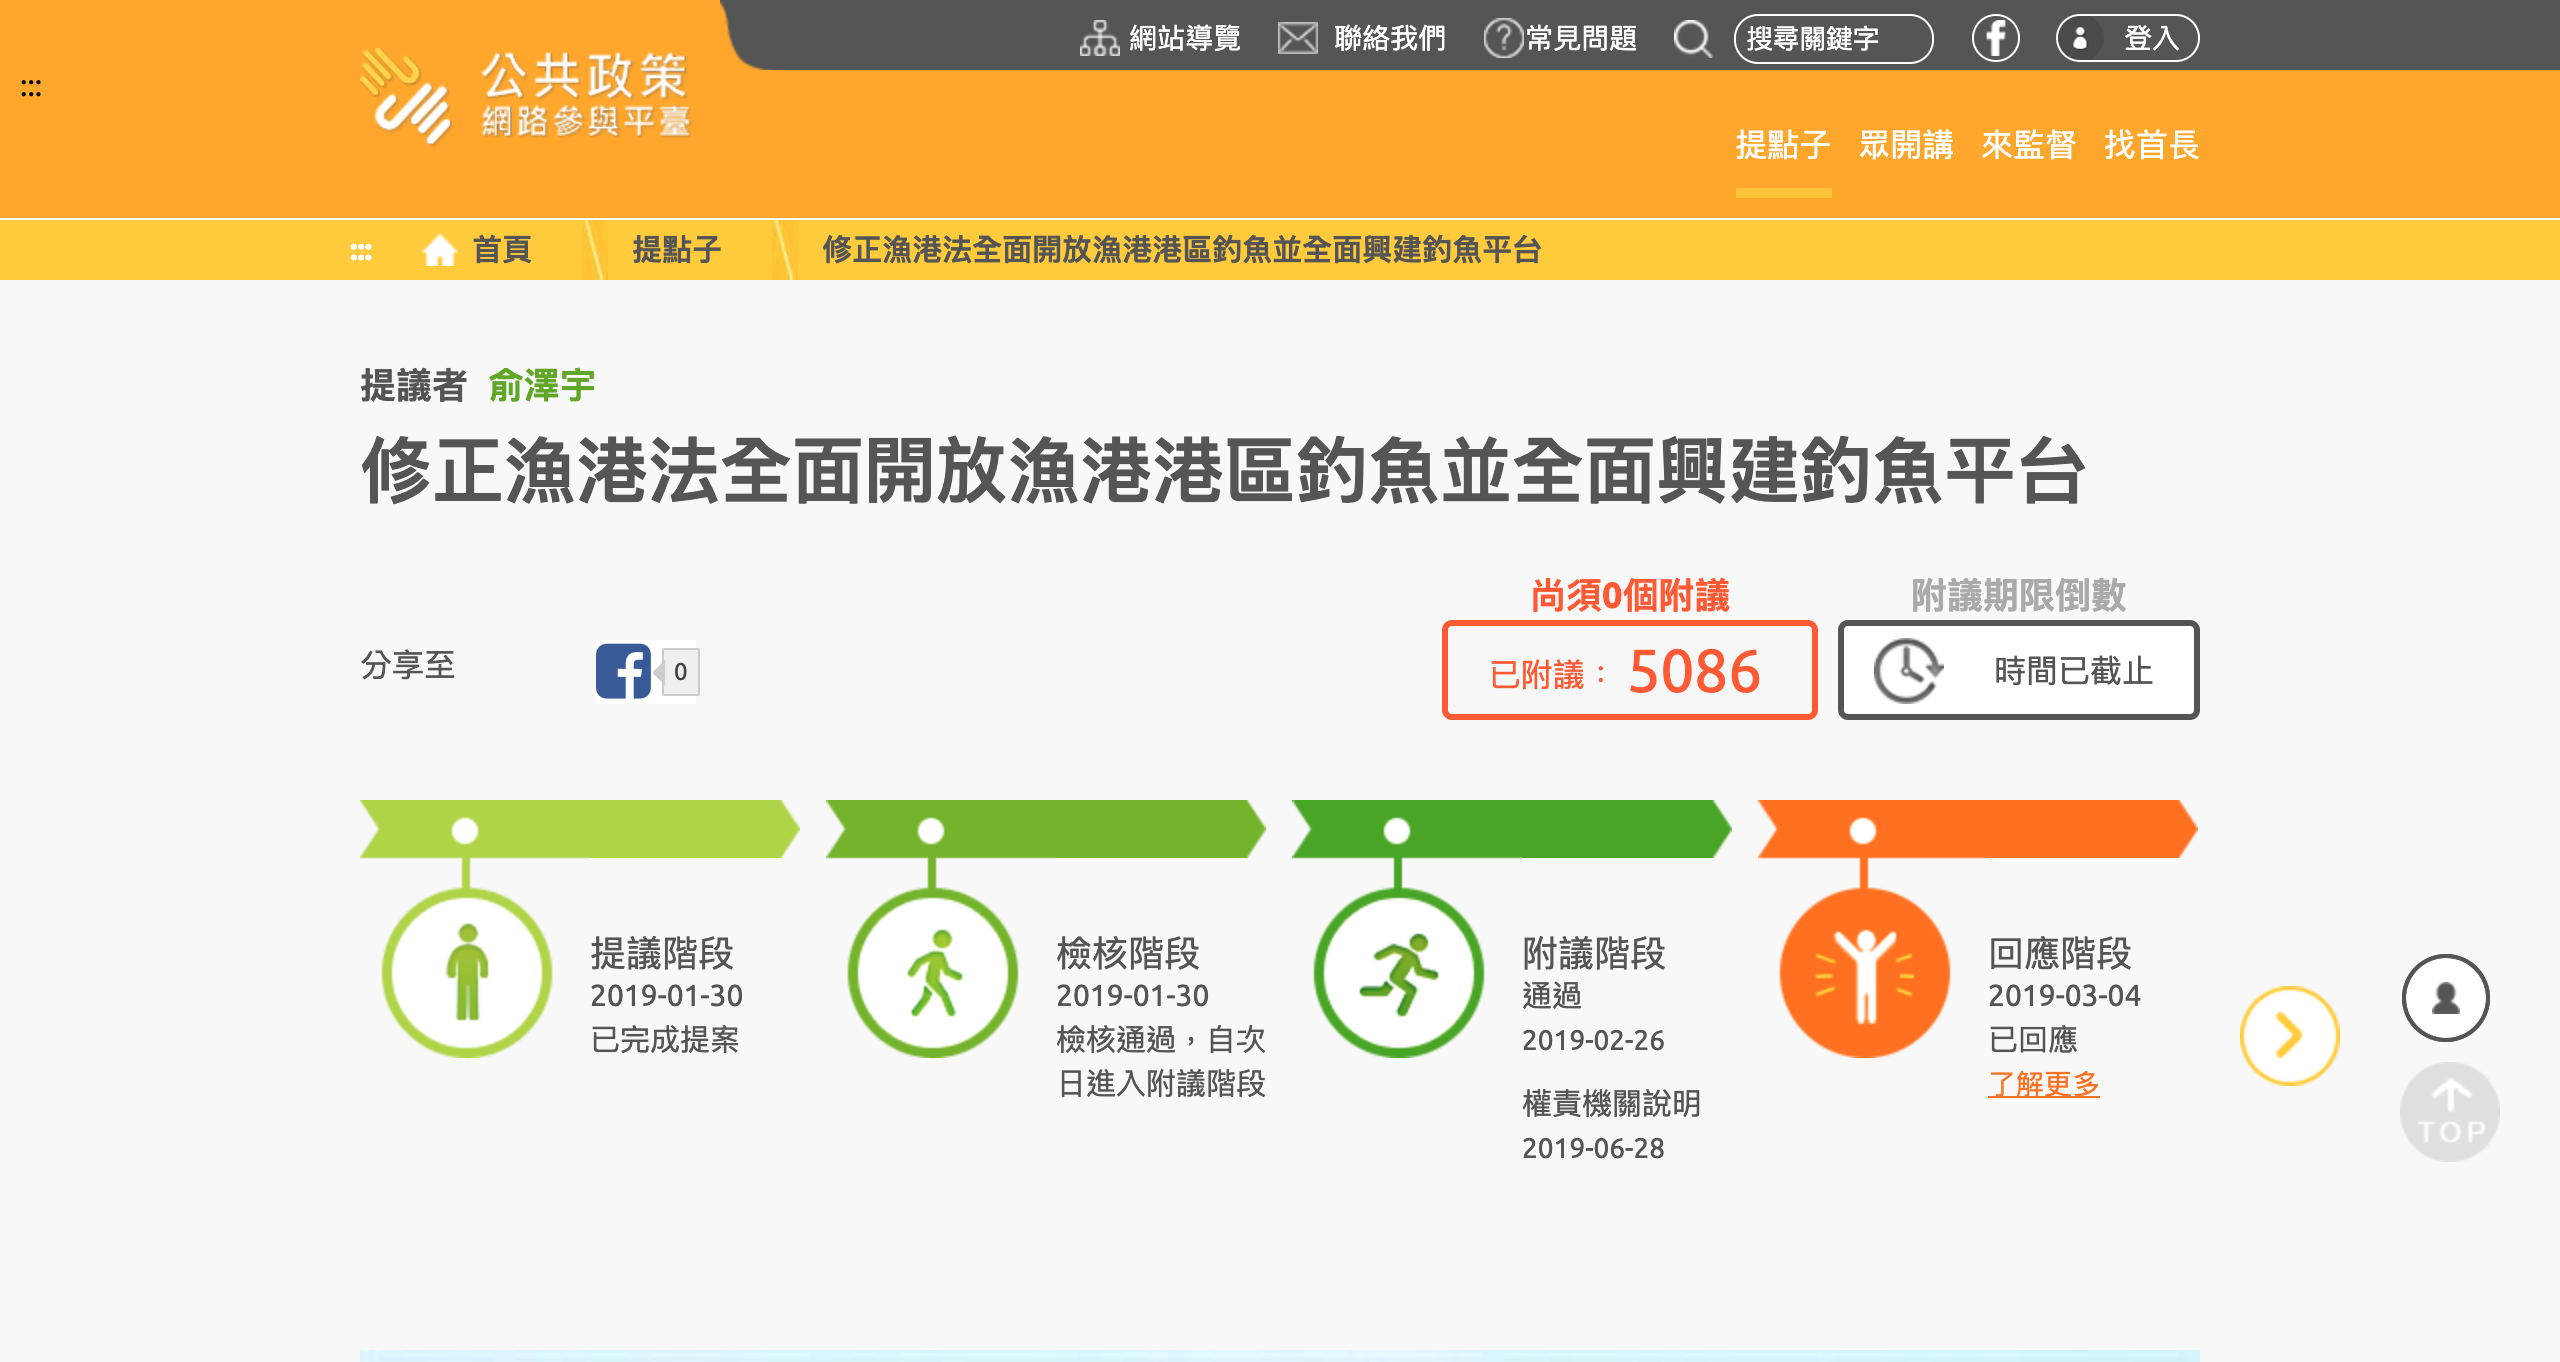 網站導覽
聯絡我們
常見問題
搜尋關鍵字
登入
公共政策
網路參與平臺
提點子
眾開講
來監督
找首長
首頁
提點子
修正漁港法全面開放漁港港區釣魚並全面興建釣魚平台
提議者 俞澤宇
修正漁港法全面開放漁港港區釣魚並全面興建釣魚平台
分享至
0
尚須0個附議
已附議： 5086
附議期限倒數
時間已截止
提議階段
2019-01-30
已完成提案
檢核階段
2019-01-30
檢核通過，自次
日進入附議階段
附議階段
通過
2019-02-26
權責機關說明
2019-06-28
回應階段
2019-03-04
已回應
了解更多
TOP